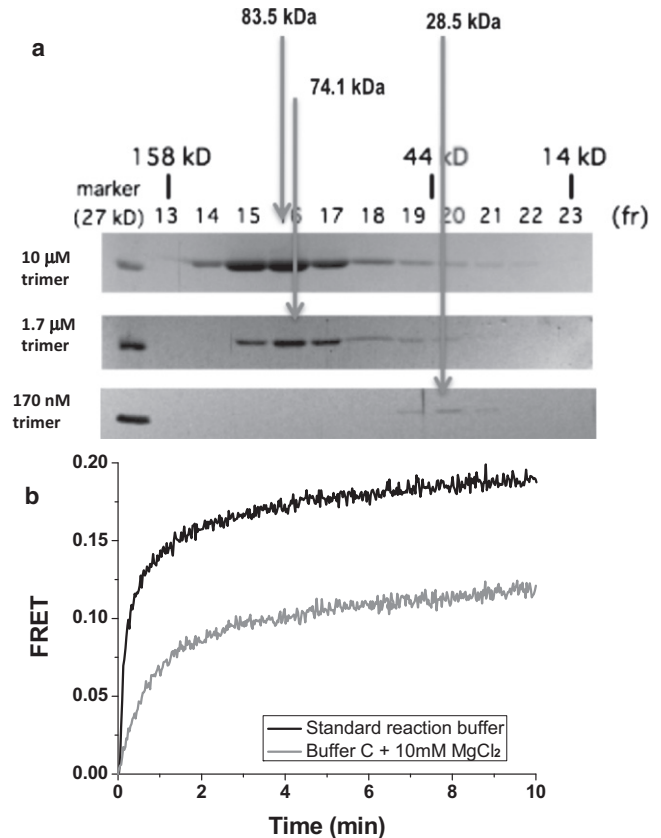 a
83.5 kDa
28.5 kDa
74.1 kDa
158 kD
44 kD
14 kD
marker
(27 kD) 13 14 15 16 17 18 19 20 21 22 23 (fr)
10 µM
trimer
1.7 µM
trimer
170 nM
trimer
b
0.20
0.15
0.10
0.05
0.00
FRET
Standard reaction buffer
Buffer C + 10mM MgCl₂
0 2 4 6 8 10
Time (min)